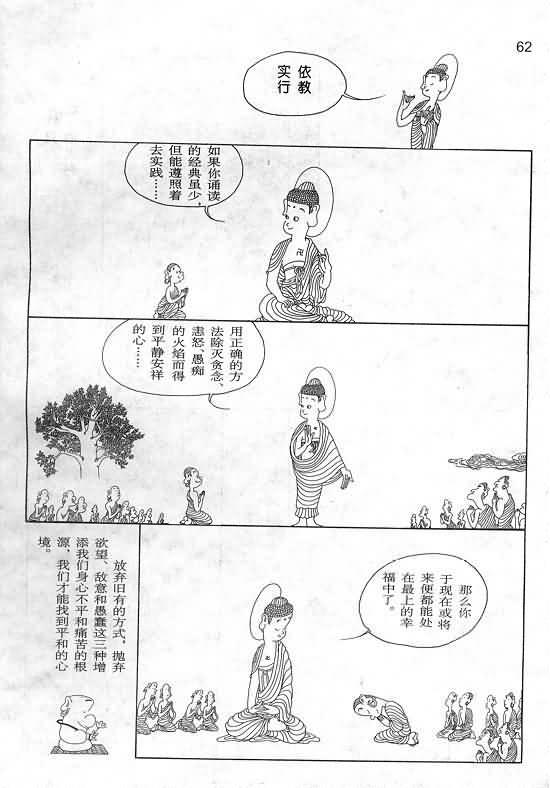 62
依教
实行
如果你诵读
的经典虽少，
但能遵照着
去实践……
用正确的方
法除灭贪念、
恚怒、愚痴
的火焰而得
到平静安祥
的心……
那么你
于现在或将
来便都能处
在最上的幸
福中了。
放弃旧有的方式，抛弃
欲望、敌意和愚蠢这三种增
添我们身心不平和痛苦的根
源，我们才能找到平和的心
境。